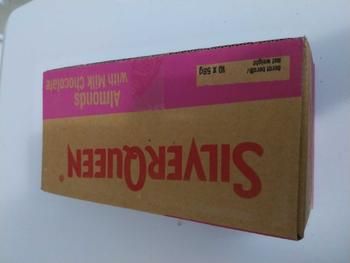 SILVERQUEEN®
Almonds
with Milk Chocolate
berat bersih/
net weight
10 x 58g